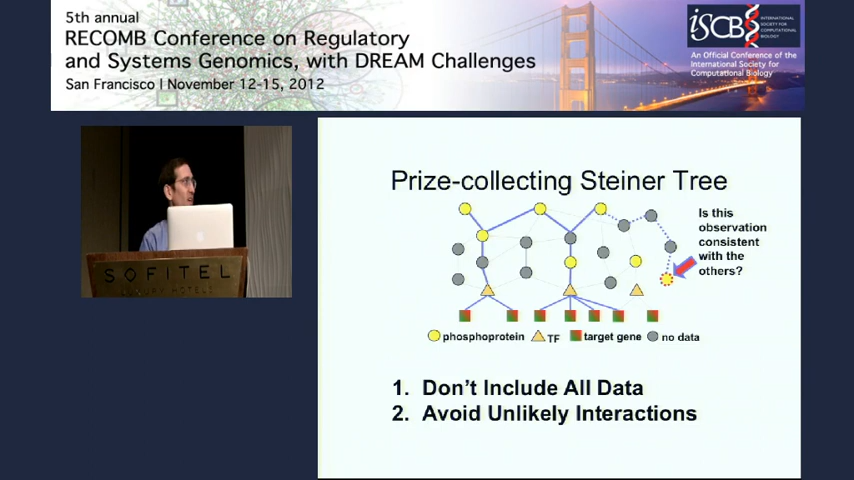 5th annual
RECOMB Conference on Regulatory
and Systems Genomics, with DREAM Challenges
San Francisco | November 12-15, 2012
iSCB
INTERNATIONAL
SOCIETY FOR
COMPUTATIONAL
BIOLOGY
An Official Conference of the
International Society for
Computational Biology
SOFITEL
LUXURY HOTELS
Prize-collecting Steiner Tree
Is this
observation
consistent
with the
others?
phosphoprotein TF target gene no data
1. Don't Include All Data
2. Avoid Unlikely Interactions